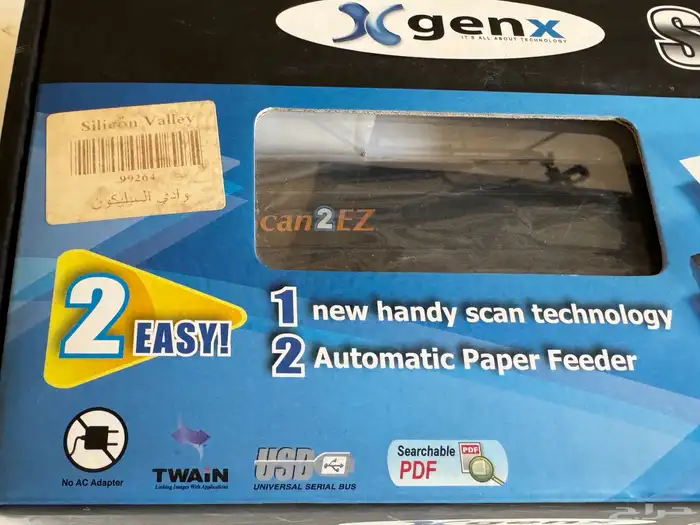 genx
IT'S ALL ABOUT TECHNOLOGY
S
Silicon Valley
99264
وادي السيليكون
can2EZ
2 EASY!
1 new handy scan technology
2 Automatic Paper Feeder
No AC Adapter
TWAIN
Linking Images With Applications
USB
UNIVERSAL SERIAL BUS
Searchable
PDF
PDF
حراج